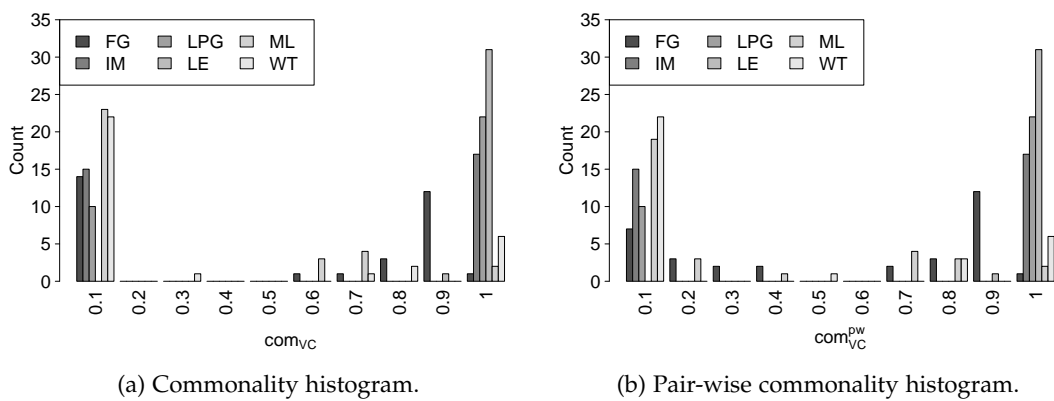 35
30
25
20
15
10
5
0
Count
FG LPG ML
IM LE WT
0.1 0.2 0.3 0.4 0.5 0.6 0.7 0.8 0.9 1
comVC
(a) Commonality histogram.
35
30
25
20
15
10
5
0
Count
FG LPG ML
IM LE WT
0.1 0.2 0.3 0.4 0.5 0.6 0.7 0.8 0.9 1
com^pw_VC
(b) Pair-wise commonality histogram.